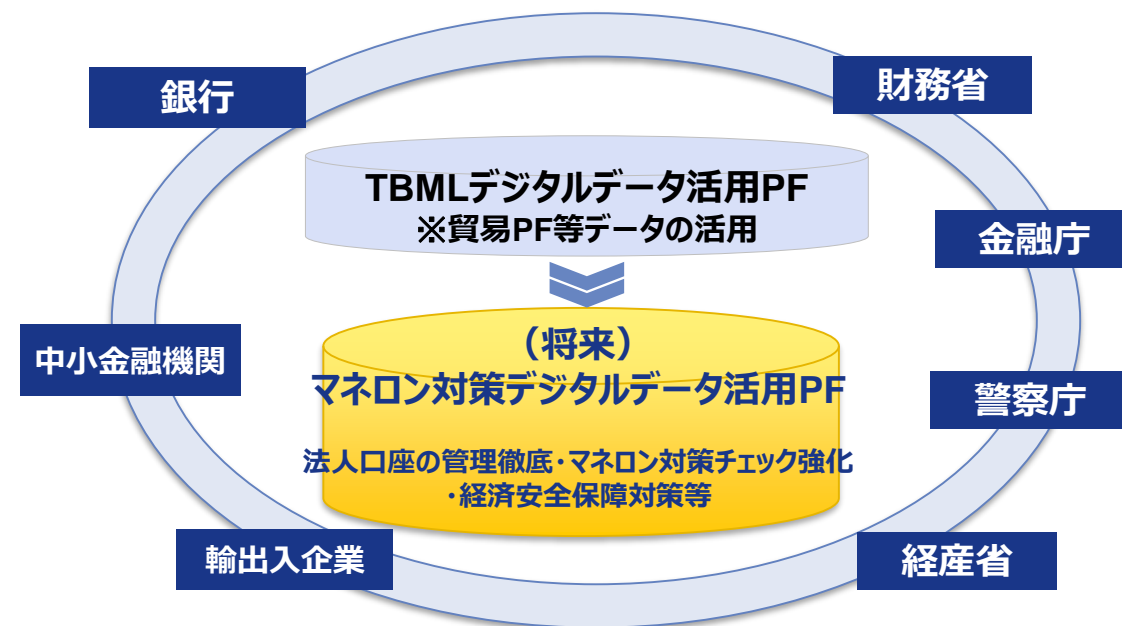 銀行
財務省
TBMLデジタルデータ活用PF
※貿易PF等データの活用
金融庁
中小金融機関
（将来）
マネロン対策デジタルデータ活用PF
警察庁
法人口座の管理徹底･マネロン対策チェック強化
･経済安全保障対策等
輸出入企業
経産省